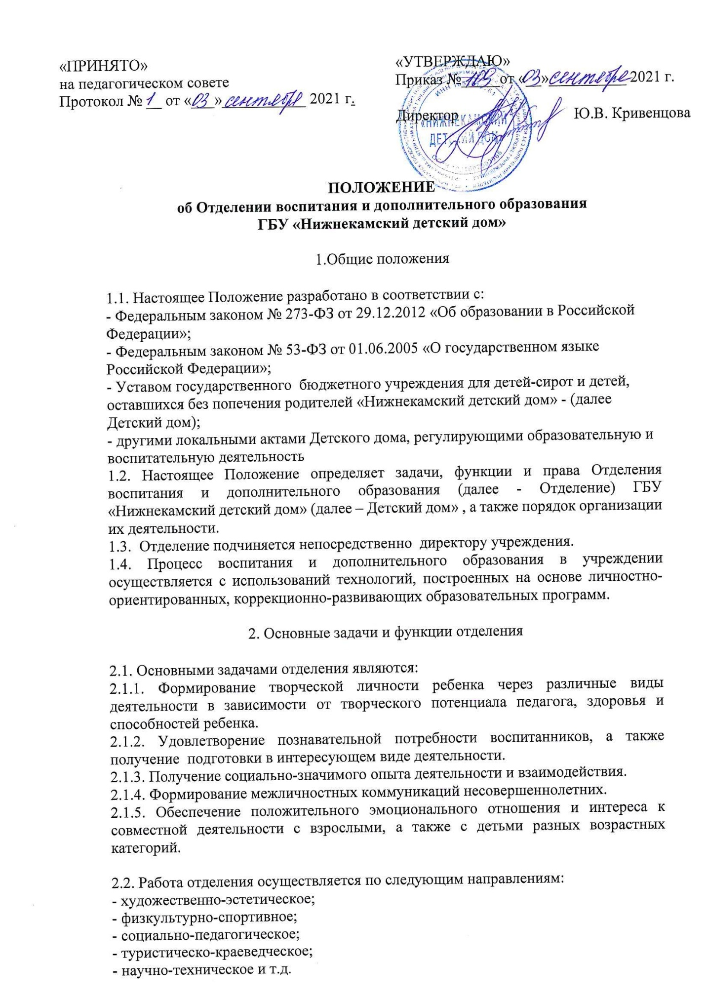 «ПРИНЯТО»
на педагогическом совете
Протокол № 1 от «03» сентября 2021 г.
«УТВЕРЖДАЮ»
Приказ № от «03» сентября 2021 г.
Директор Ю.В. Кривенцова
«НИЖНЕКАМСКИЙ
ДЕТСКИЙ ДОМ»
ПОЛОЖЕНИЕ
об Отделении воспитания и дополнительного образования
ГБУ «Нижнекамский детский дом»
1.Общие положения
1.1. Настоящее Положение разработано в соответствии с:
- Федеральным законом № 273-ФЗ от 29.12.2012 «Об образовании в Российской
Федерации»;
- Федеральным законом № 53-ФЗ от 01.06.2005 «О государственном языке
Российской Федерации»;
- Уставом государственного бюджетного учреждения для детей-сирот и детей,
оставшихся без попечения родителей «Нижнекамский детский дом» - (далее
Детский дом);
- другими локальными актами Детского дома, регулирующими образовательную и
воспитательную деятельность
1.2. Настоящее Положение определяет задачи, функции и права Отделения
воспитания и дополнительного образования (далее - Отделение) ГБУ
«Нижнекамский детский дом» (далее – Детский дом» , а также порядок организации
их деятельности.
1.3. Отделение подчиняется непосредственно директору учреждения.
1.4. Процесс воспитания и дополнительного образования в учреждении
осуществляется с использований технологий, построенных на основе личностно-
ориентированных, коррекционно-развивающих образовательных программ.
2. Основные задачи и функции отделения
2.1. Основными задачами отделения являются:
2.1.1. Формирование творческой личности ребенка через различные виды
деятельности в зависимости от творческого потенциала педагога, здоровья и
способностей ребенка.
2.1.2. Удовлетворение познавательной потребности воспитанников, а также
получение подготовки в интересующем виде деятельности.
2.1.3. Получение социально-значимого опыта деятельности и взаимодействия.
2.1.4. Формирование межличностных коммуникаций несовершеннолетних.
2.1.5. Обеспечение положительного эмоционального отношения и интереса к
совместной деятельности с взрослыми, а также с детьми разных возрастных
категорий.
2.2. Работа отделения осуществляется по следующим направлениям:
- художественно-эстетическое;
- физкультурно-спортивное;
- социально-педагогическое;
- туристическо-краеведческое;
- научно-техническое и т.д.